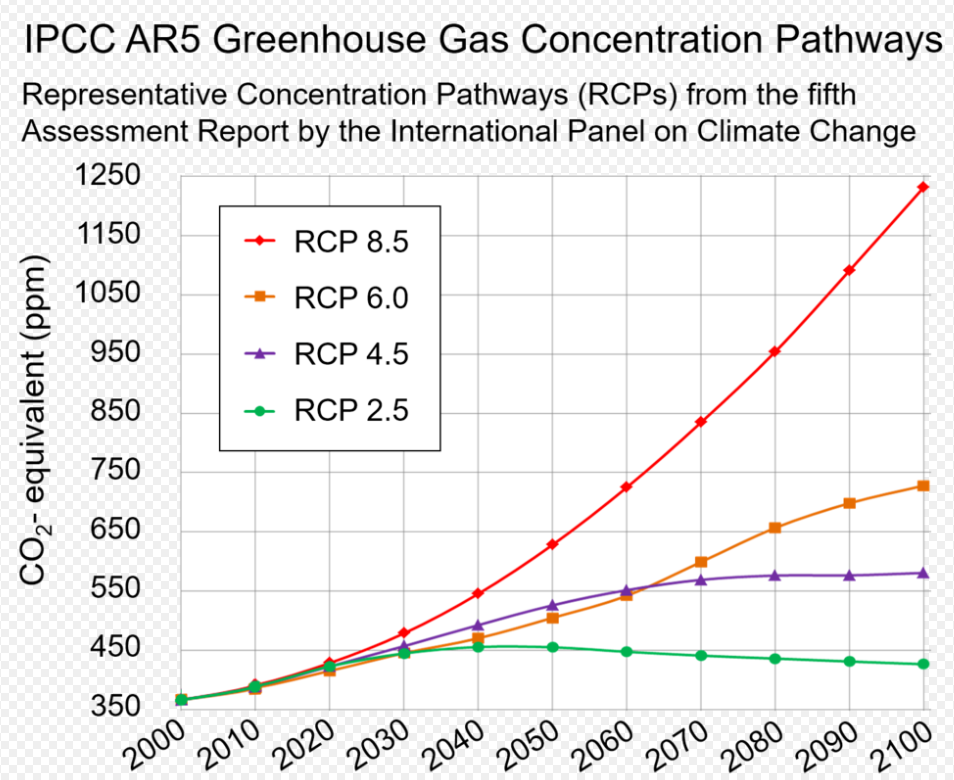 IPCC AR5 Greenhouse Gas Concentration Pathways
Representative Concentration Pathways (RCPs) from the fifth
Assessment Report by the International Panel on Climate Change
CO₂- equivalent (ppm)
1250
1150
1050
950
850
750
650
550
450
350
RCP 8.5
RCP 6.0
RCP 4.5
RCP 2.5
2000 2010 2020 2030 2040 2050 2060 2070 2080 2090 2100